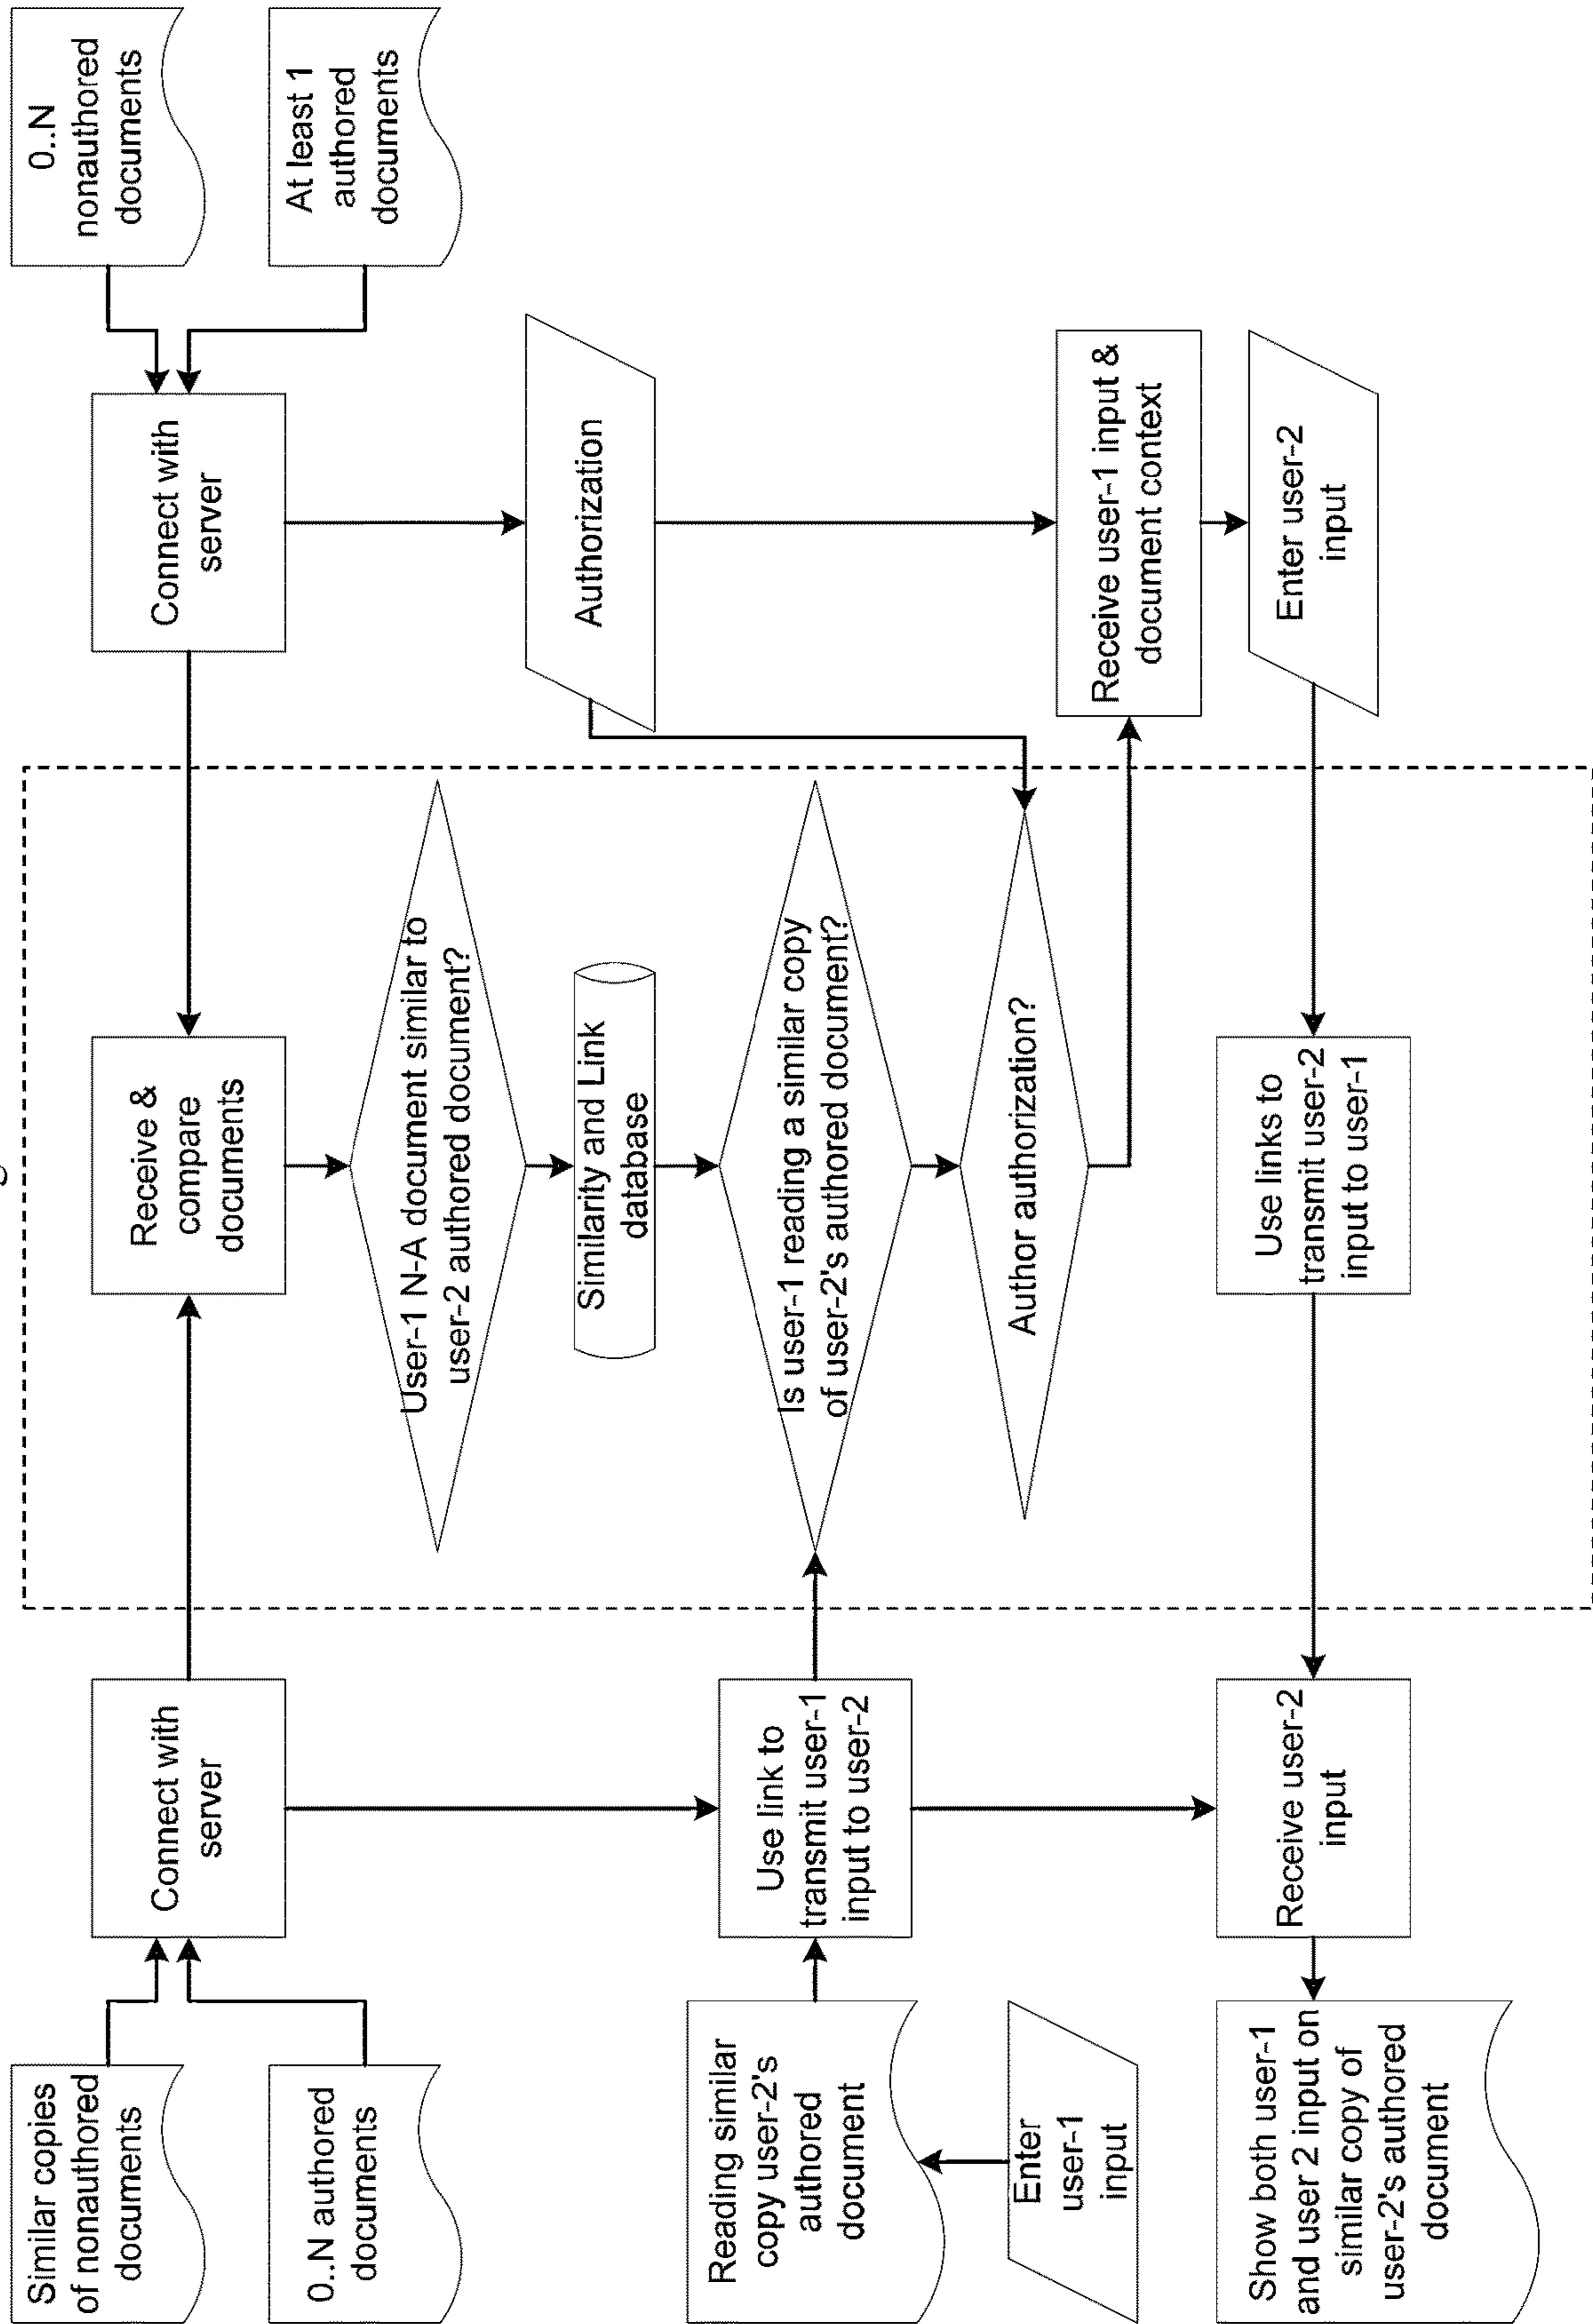 Similar copies
of nonauthored
documents
0..N authored
documents
Connect with
server
Receive &
compare
documents
Connect with
server
0..N
nonauthored
documents
At least 1
authored
documents
User-1 N-A document similar to
user-2 authored document?
Authorization
Similarity and Link
database
Reading similar
copy user-2's
authored
document
Use link to
transmit user-1
input to user-2
Is user-1 reading a similar copy
of user-2's authored document?
Enter
user-1
input
Author authorization?
Receive user-1 input &
document context
Show both user-1
and user 2 input on
similar copy of
user-2's authored
document
Receive user-2
input
Use links to
transmit user-2
input to user-1
Enter user-2
input